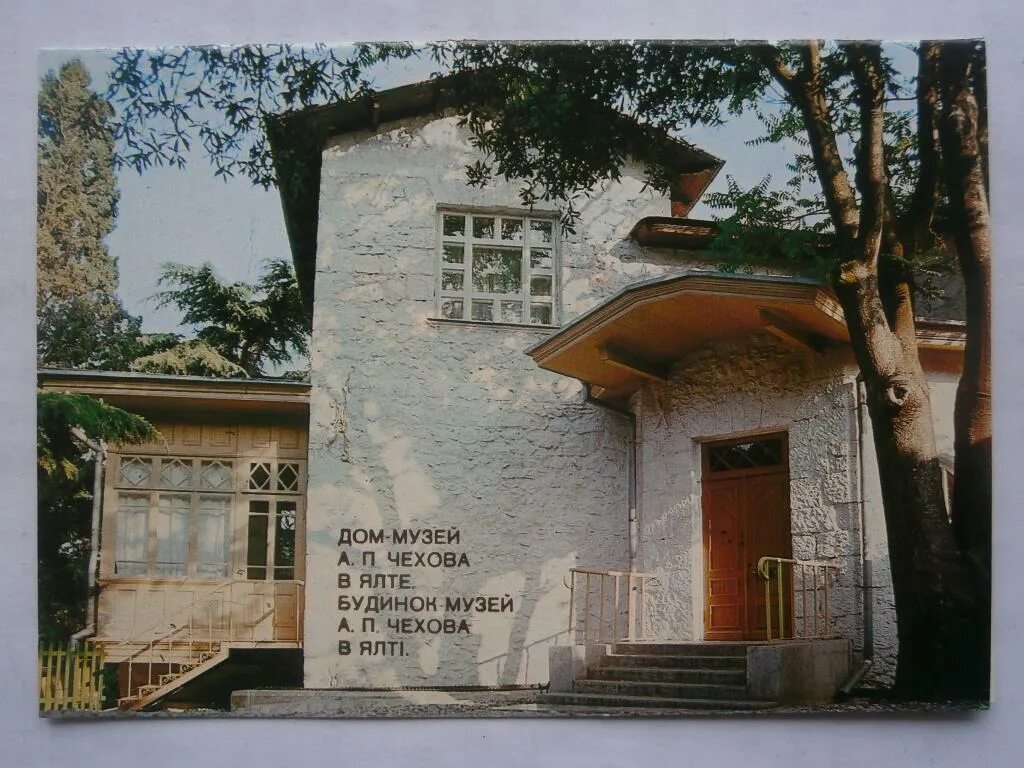 ДОМ-МУЗЕЙ
А. П ЧЕХОВА
В ЯЛТЕ.
БУДИНОК-МУЗЕЙ
А. П. ЧЕХОВА
В ЯЛТІ.